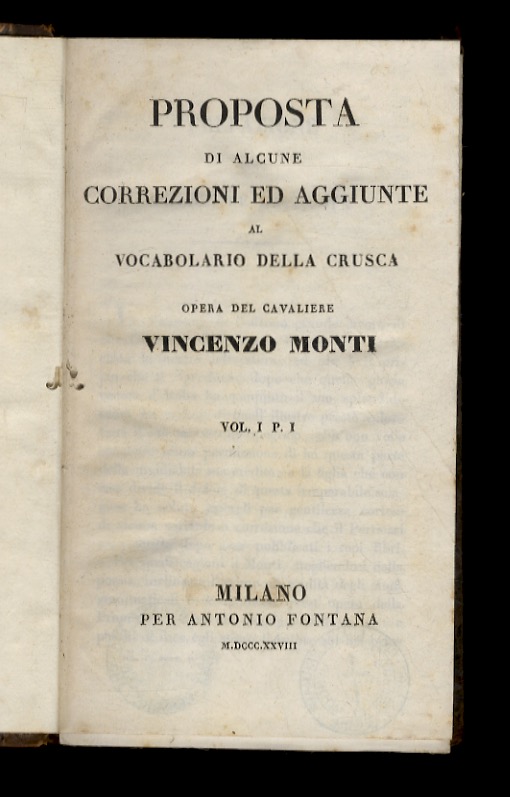 PROPOSTA
DI ALCUNE
CORREZIONI ED AGGIUNTE
AL
VOCABOLARIO DELLA CRUSCA
OPERA DEL CAVALIERE
VINCENZO MONTI
VOL. I P. I
MILANO
PER ANTONIO FONTANA
M.DCCC.XXVIII